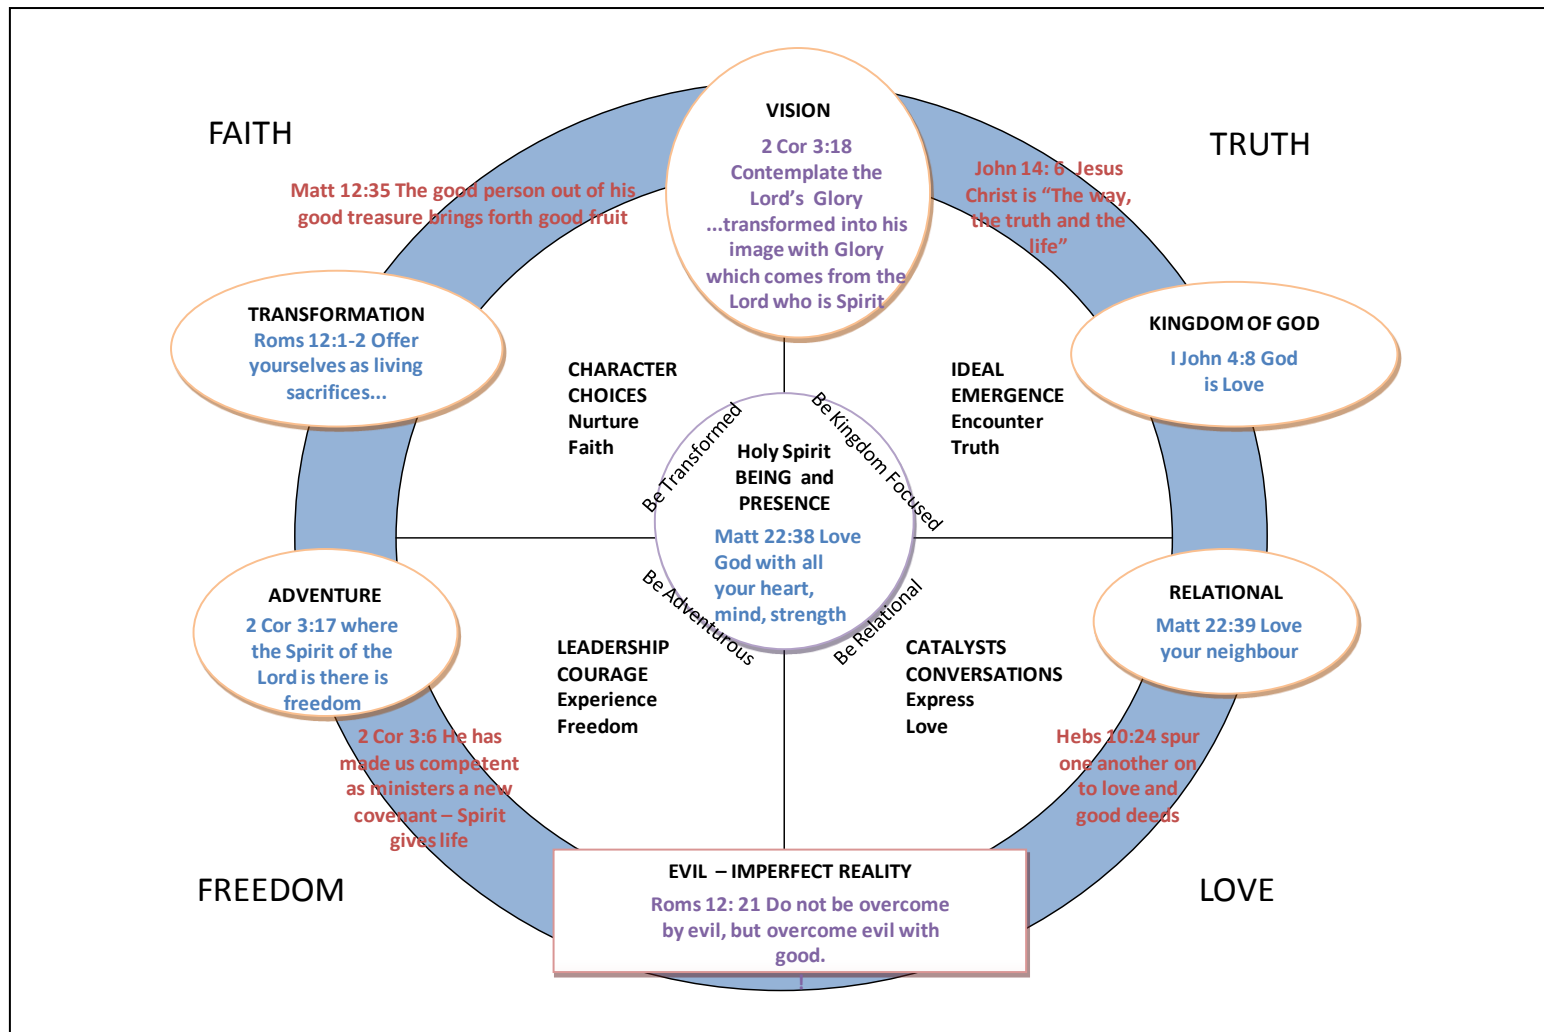 FAITH
TRUTH
VISION
2 Cor 3:18
Contemplate the
Lord’s Glory
...transformed into his
image with Glory
which comes from the
Lord who is Spirit
Matt 12:35 The good person out of his
good treasure brings forth good fruit
John 14: 6 Jesus
Christ is “The way,
the truth and the
life”
TRANSFORMATION
Roms 12:1-2 Offer
yourselves as living
sacrifices...
KINGDOM OF GOD
I John 4:8 God
is Love
CHARACTER
CHOICES
Nurture
Faith
IDEAL
EMERGENCE
Encounter
Truth
Be Transformed
Be Kingdom Focused
Holy Spirit
BEING and
PRESENCE
Matt 22:38 Love
God with all
your heart,
mind, strength
Be Adventurous
Be Relational
ADVENTURE
2 Cor 3:17 where
the Spirit of the
Lord is there is
freedom
RELATIONAL
Matt 22:39 Love
your neighbour
LEADERSHIP
COURAGE
Experience
Freedom
CATALYSTS
CONVERSATIONS
Express
Love
2 Cor 3:6 He has
made us competent
as ministers a new
covenant – Spirit
gives life
Hebs 10:24 spur
one another on
to love and
good deeds
FREEDOM
LOVE
EVIL – IMPERFECT REALITY
Roms 12: 21 Do not be overcome
by evil, but overcome evil with
good.
!